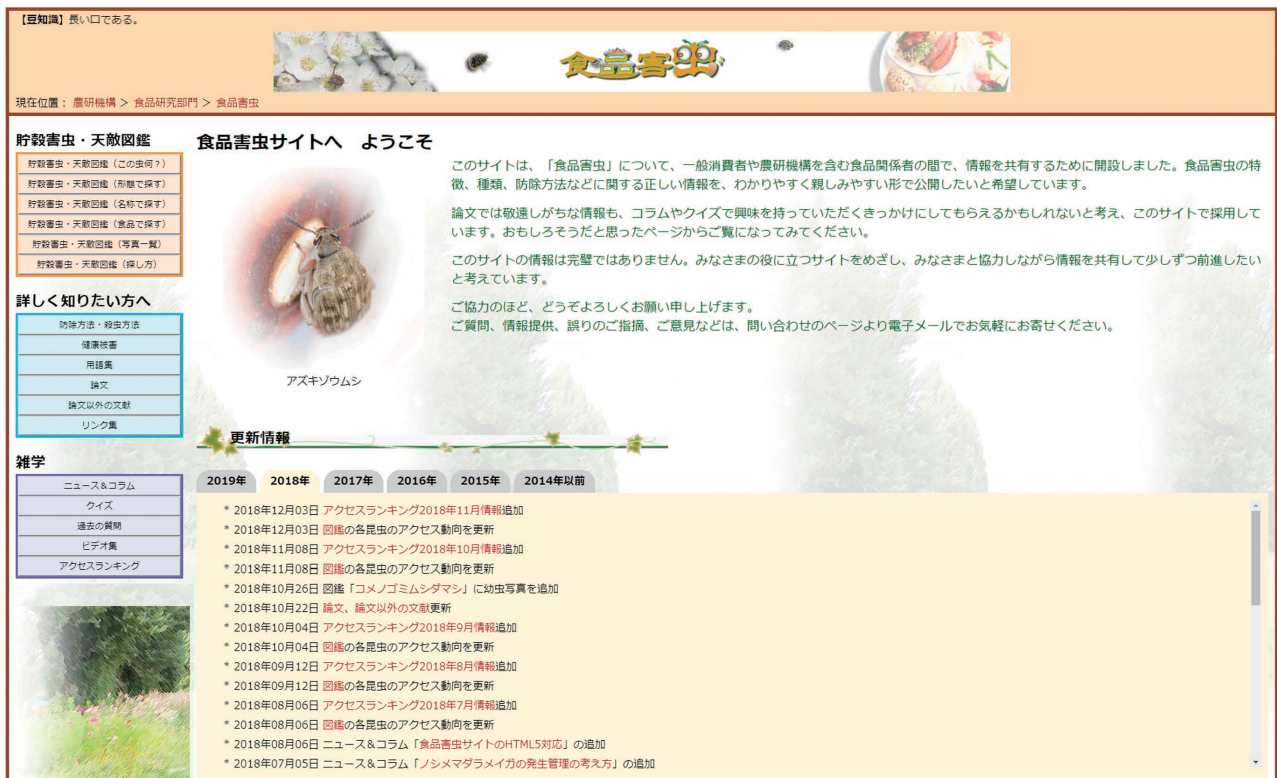 【豆知識】長い口である。
食品害虫
現在位置： 農研機構 > 食品研究部門 > 食品害虫
貯穀害虫・天敵図鑑
貯穀害虫・天敵図鑑（この虫何？）
貯穀害虫・天敵図鑑（形態で探す）
貯穀害虫・天敵図鑑（名称で探す）
貯穀害虫・天敵図鑑（食品で探す）
貯穀害虫・天敵図鑑（写真一覧）
貯穀害虫・天敵図鑑（探し方）
詳しく知りたい方へ
防除方法・殺虫方法
健康被害
用語集
論文
論文以外の文献
リンク集
雑学
ニュース&コラム
クイズ
過去の質問
ビデオ集
アクセスランキング
食品害虫サイトへ　ようこそ
アズキゾウムシ
このサイトは、「食品害虫」について、一般消費者や農研機構を含む食品関係者の間で、情報を共有するために開設しました。食品害虫の特
徴、種類、防除方法などに関する正しい情報を、わかりやすく親しみやすい形で公開したいと希望しています。
論文では敬遠しがちな情報も、コラムやクイズで興味を持っていただくきっかけにしてもらえるかもしれないと考え、このサイトで採用して
います。おもしろそうだと思ったページからご覧になってみてください。
このサイトの情報は完璧ではありません。みなさまの役に立つサイトをめざし、みなさまと協力しながら情報を共有して少しずつ前進したい
と考えています。
ご協力のほど、どうぞよろしくお願い申し上げます。
ご質問、情報提供、誤りのご指摘、ご意見などは、問い合わせのページより電子メールでお気軽にお寄せください。
更新情報
2019年 2018年 2017年 2016年 2015年 2014年以前
* 2018年12月03日 アクセスランキング2018年11月情報追加
* 2018年12月03日 図鑑の各昆虫のアクセス動向を更新
* 2018年11月08日 アクセスランキング2018年10月情報追加
* 2018年11月08日 図鑑の各昆虫のアクセス動向を更新
* 2018年10月26日 図鑑「コメノゴミムシダマシ」に幼虫写真を追加
* 2018年10月22日 論文、論文以外の文献更新
* 2018年10月04日 アクセスランキング2018年9月情報追加
* 2018年10月04日 図鑑の各昆虫のアクセス動向を更新
* 2018年09月12日 アクセスランキング2018年8月情報追加
* 2018年09月12日 図鑑の各昆虫のアクセス動向を更新
* 2018年08月06日 アクセスランキング2018年7月情報追加
* 2018年08月06日 図鑑の各昆虫のアクセス動向を更新
* 2018年08月06日 ニュース&コラム「食品害虫サイトのHTML5対応」の追加
* 2018年07月05日 ニュース&コラム「ノシメマダラメイガの発生管理の考え方」の追加